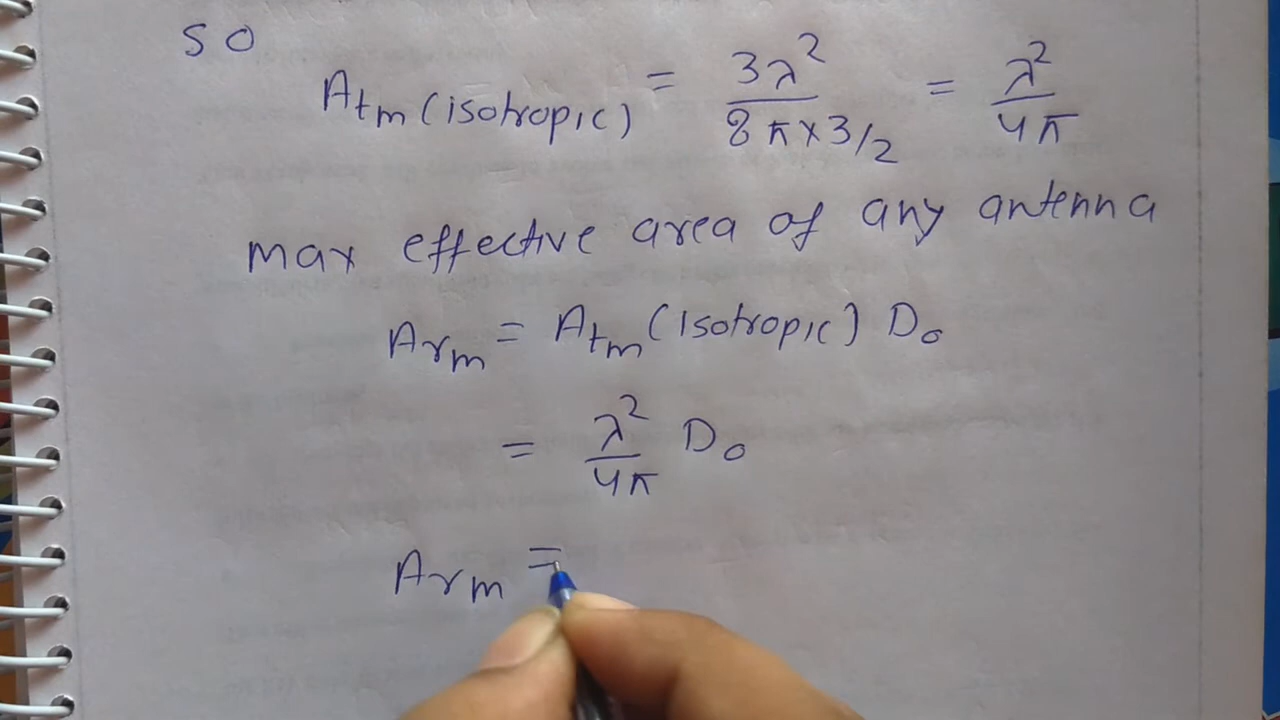 so
Atm (isotropic) = 3λ² / 8π×3/2 = λ² / 4π
max effective area of any antenna
Arm = Atm (isotropic) D₀
= λ² / 4π D₀
Arm =